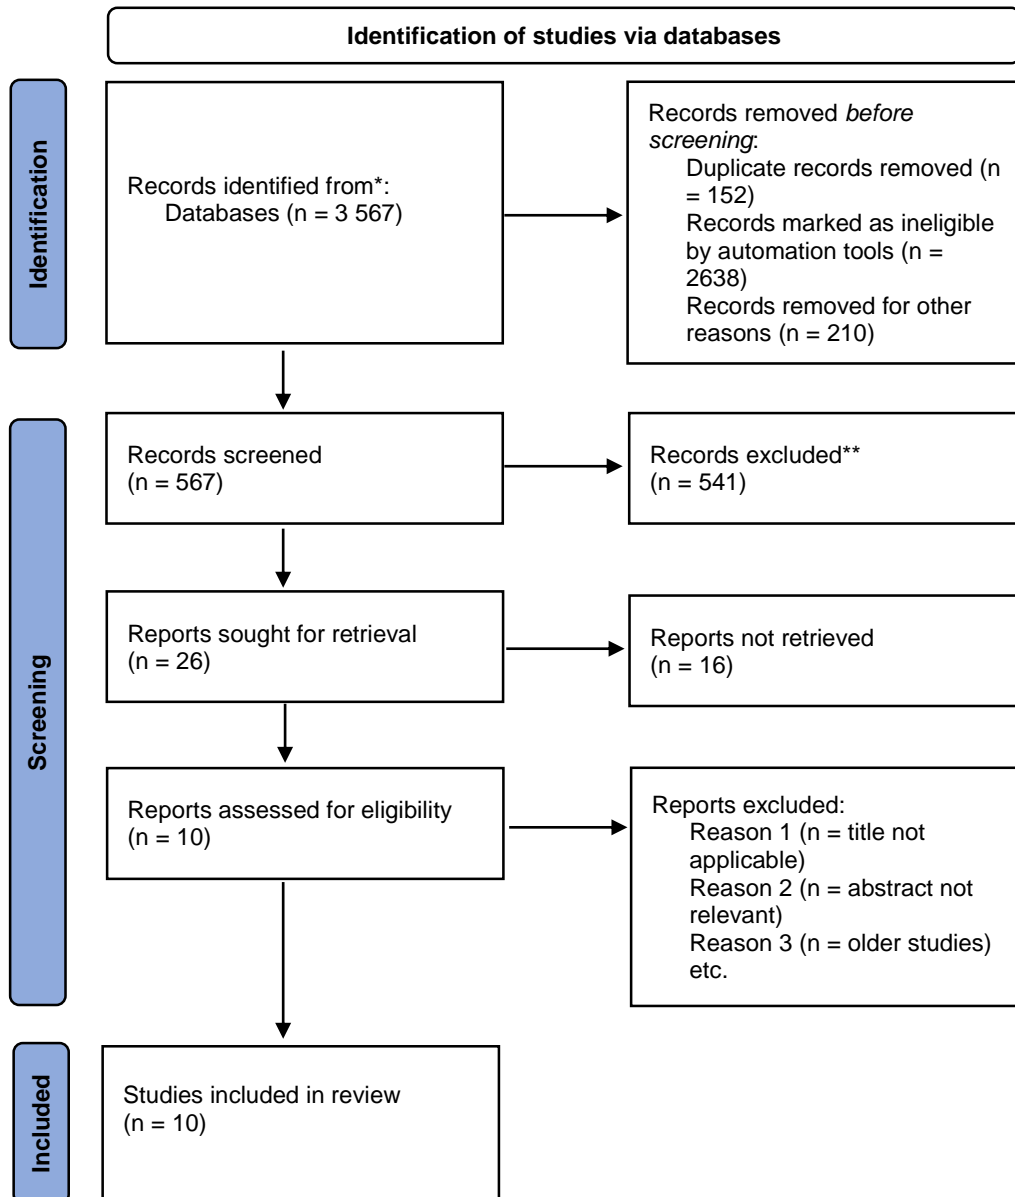 Identification of studies via databases
Identification
Records identified from*:
Databases (n = 3 567)
Records removed before
screening:
Duplicate records removed (n
= 152)
Records marked as ineligible
by automation tools (n =
2638)
Records removed for other
reasons (n = 210)
Screening
Records screened
(n = 567)
Records excluded**
(n = 541)
Reports sought for retrieval
(n = 26)
Reports not retrieved
(n = 16)
Reports assessed for eligibility
(n = 10)
Reports excluded:
Reason 1 (n = title not
applicable)
Reason 2 (n = abstract not
relevant)
Reason 3 (n = older studies)
etc.
Included
Studies included in review
(n = 10)